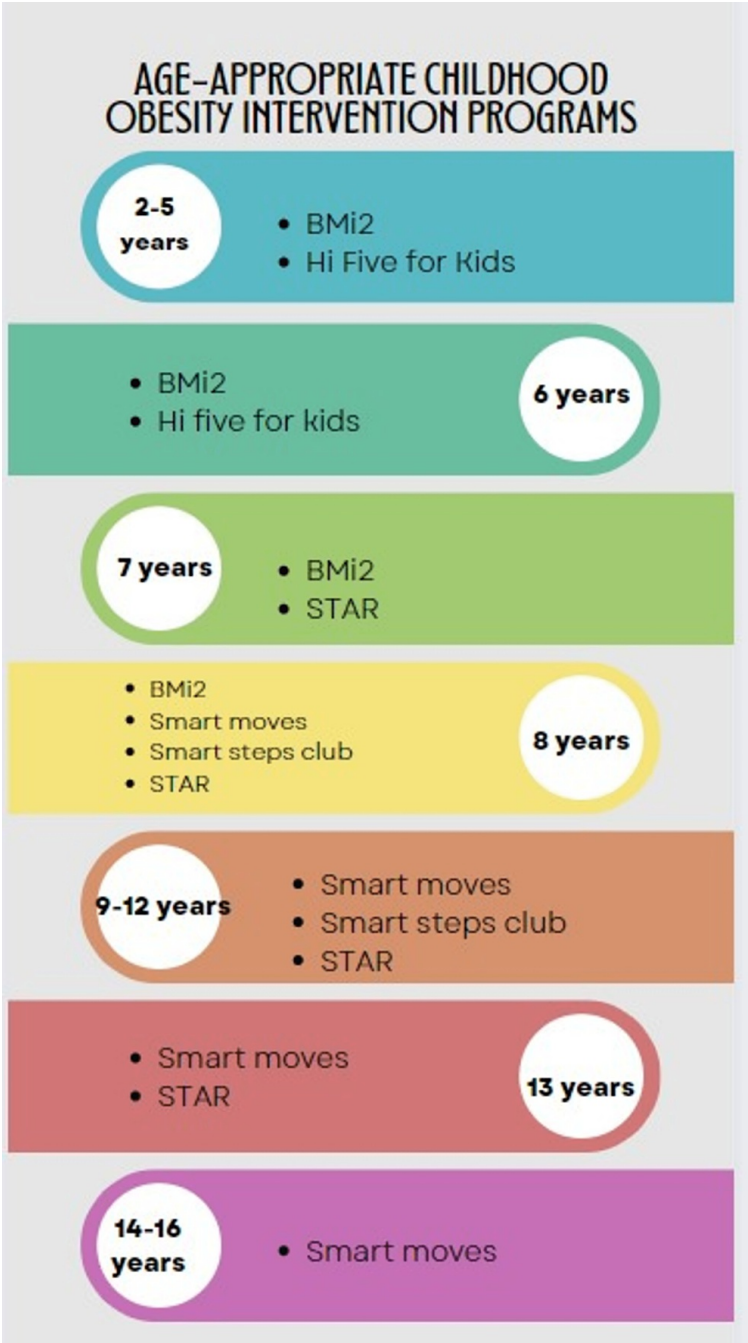 AGE-APPROPRIATE CHILDHOOD
OBESITY INTERVENTION PROGRAMS
2-5
years
• BMi2
• Hi Five for Kids
• BMi2
• Hi five for kids
6 years
7 years
• BMi2
• STAR
• BMi2
• Smart moves
• Smart steps club
• STAR
8 years
9-12 years
• Smart moves
• Smart steps club
• STAR
• Smart moves
• STAR
13 years
14-16
years
• Smart moves